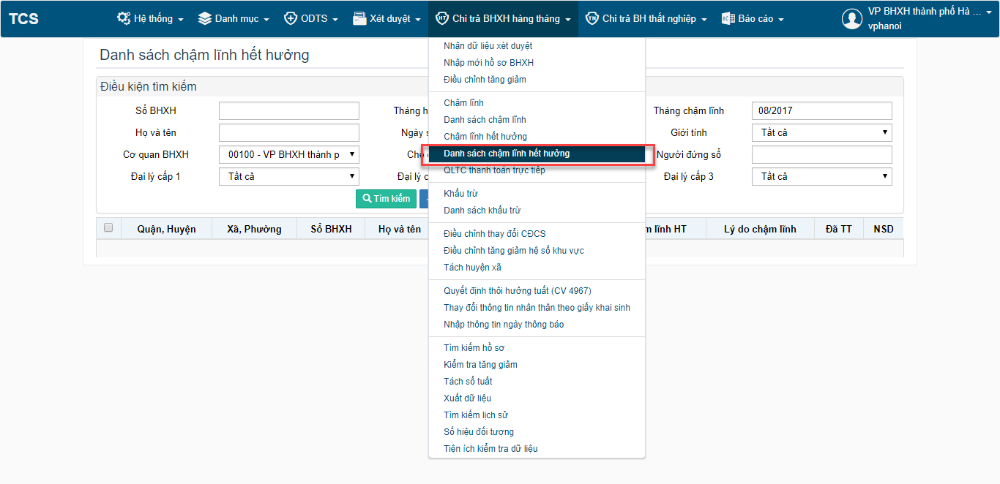 TCS Hệ thống Danh mục ODTS Xét duyệt HT Chi trả BHXH hàng tháng TN Chi trả BH thất nghiệp BC Báo cáo VP BHXH thành phố Hà ...
vphanoi
Danh sách chậm lĩnh hết hưởng
Điều kiện tìm kiếm
Sổ BHXH Tháng h Tháng chậm lĩnh 08/2017
Họ và tên Ngày Giới tính Tất cả
Cơ quan BHXH 00100 - VP BHXH thành p Người đứng sổ
Đại lý cấp 1 Tất cả Đại lý c Đại lý cấp 3 Tất cả
Tìm kiếm
Quận, Huyện Xã, Phường Sổ BHXH Họ và tên m lĩnh HT Lý do chậm lĩnh Đã TT NSD
Nhận dữ liệu xét duyệt
Nhập mới hồ sơ BHXH
Điều chỉnh tăng giảm
Chậm lĩnh
Danh sách chậm lĩnh
Chậm lĩnh hết hưởng
Danh sách chậm lĩnh hết hưởng
QLTC thanh toán trực tiếp
Khấu trừ
Danh sách khấu trừ
Điều chỉnh thay đổi CĐCS
Điều chỉnh tăng giảm hệ số khu vực
Tách huyện xã
Quyết định thôi hưởng tuất (CV 4967)
Thay đổi thông tin nhân thân theo giấy khai sinh
Nhập thông tin ngày thông báo
Tìm kiếm hồ sơ
Kiểm tra tăng giảm
Tách sổ tuất
Xuất dữ liệu
Tìm kiếm lịch sử
Số hiệu đối tượng
Tiện ích kiểm tra dữ liệu